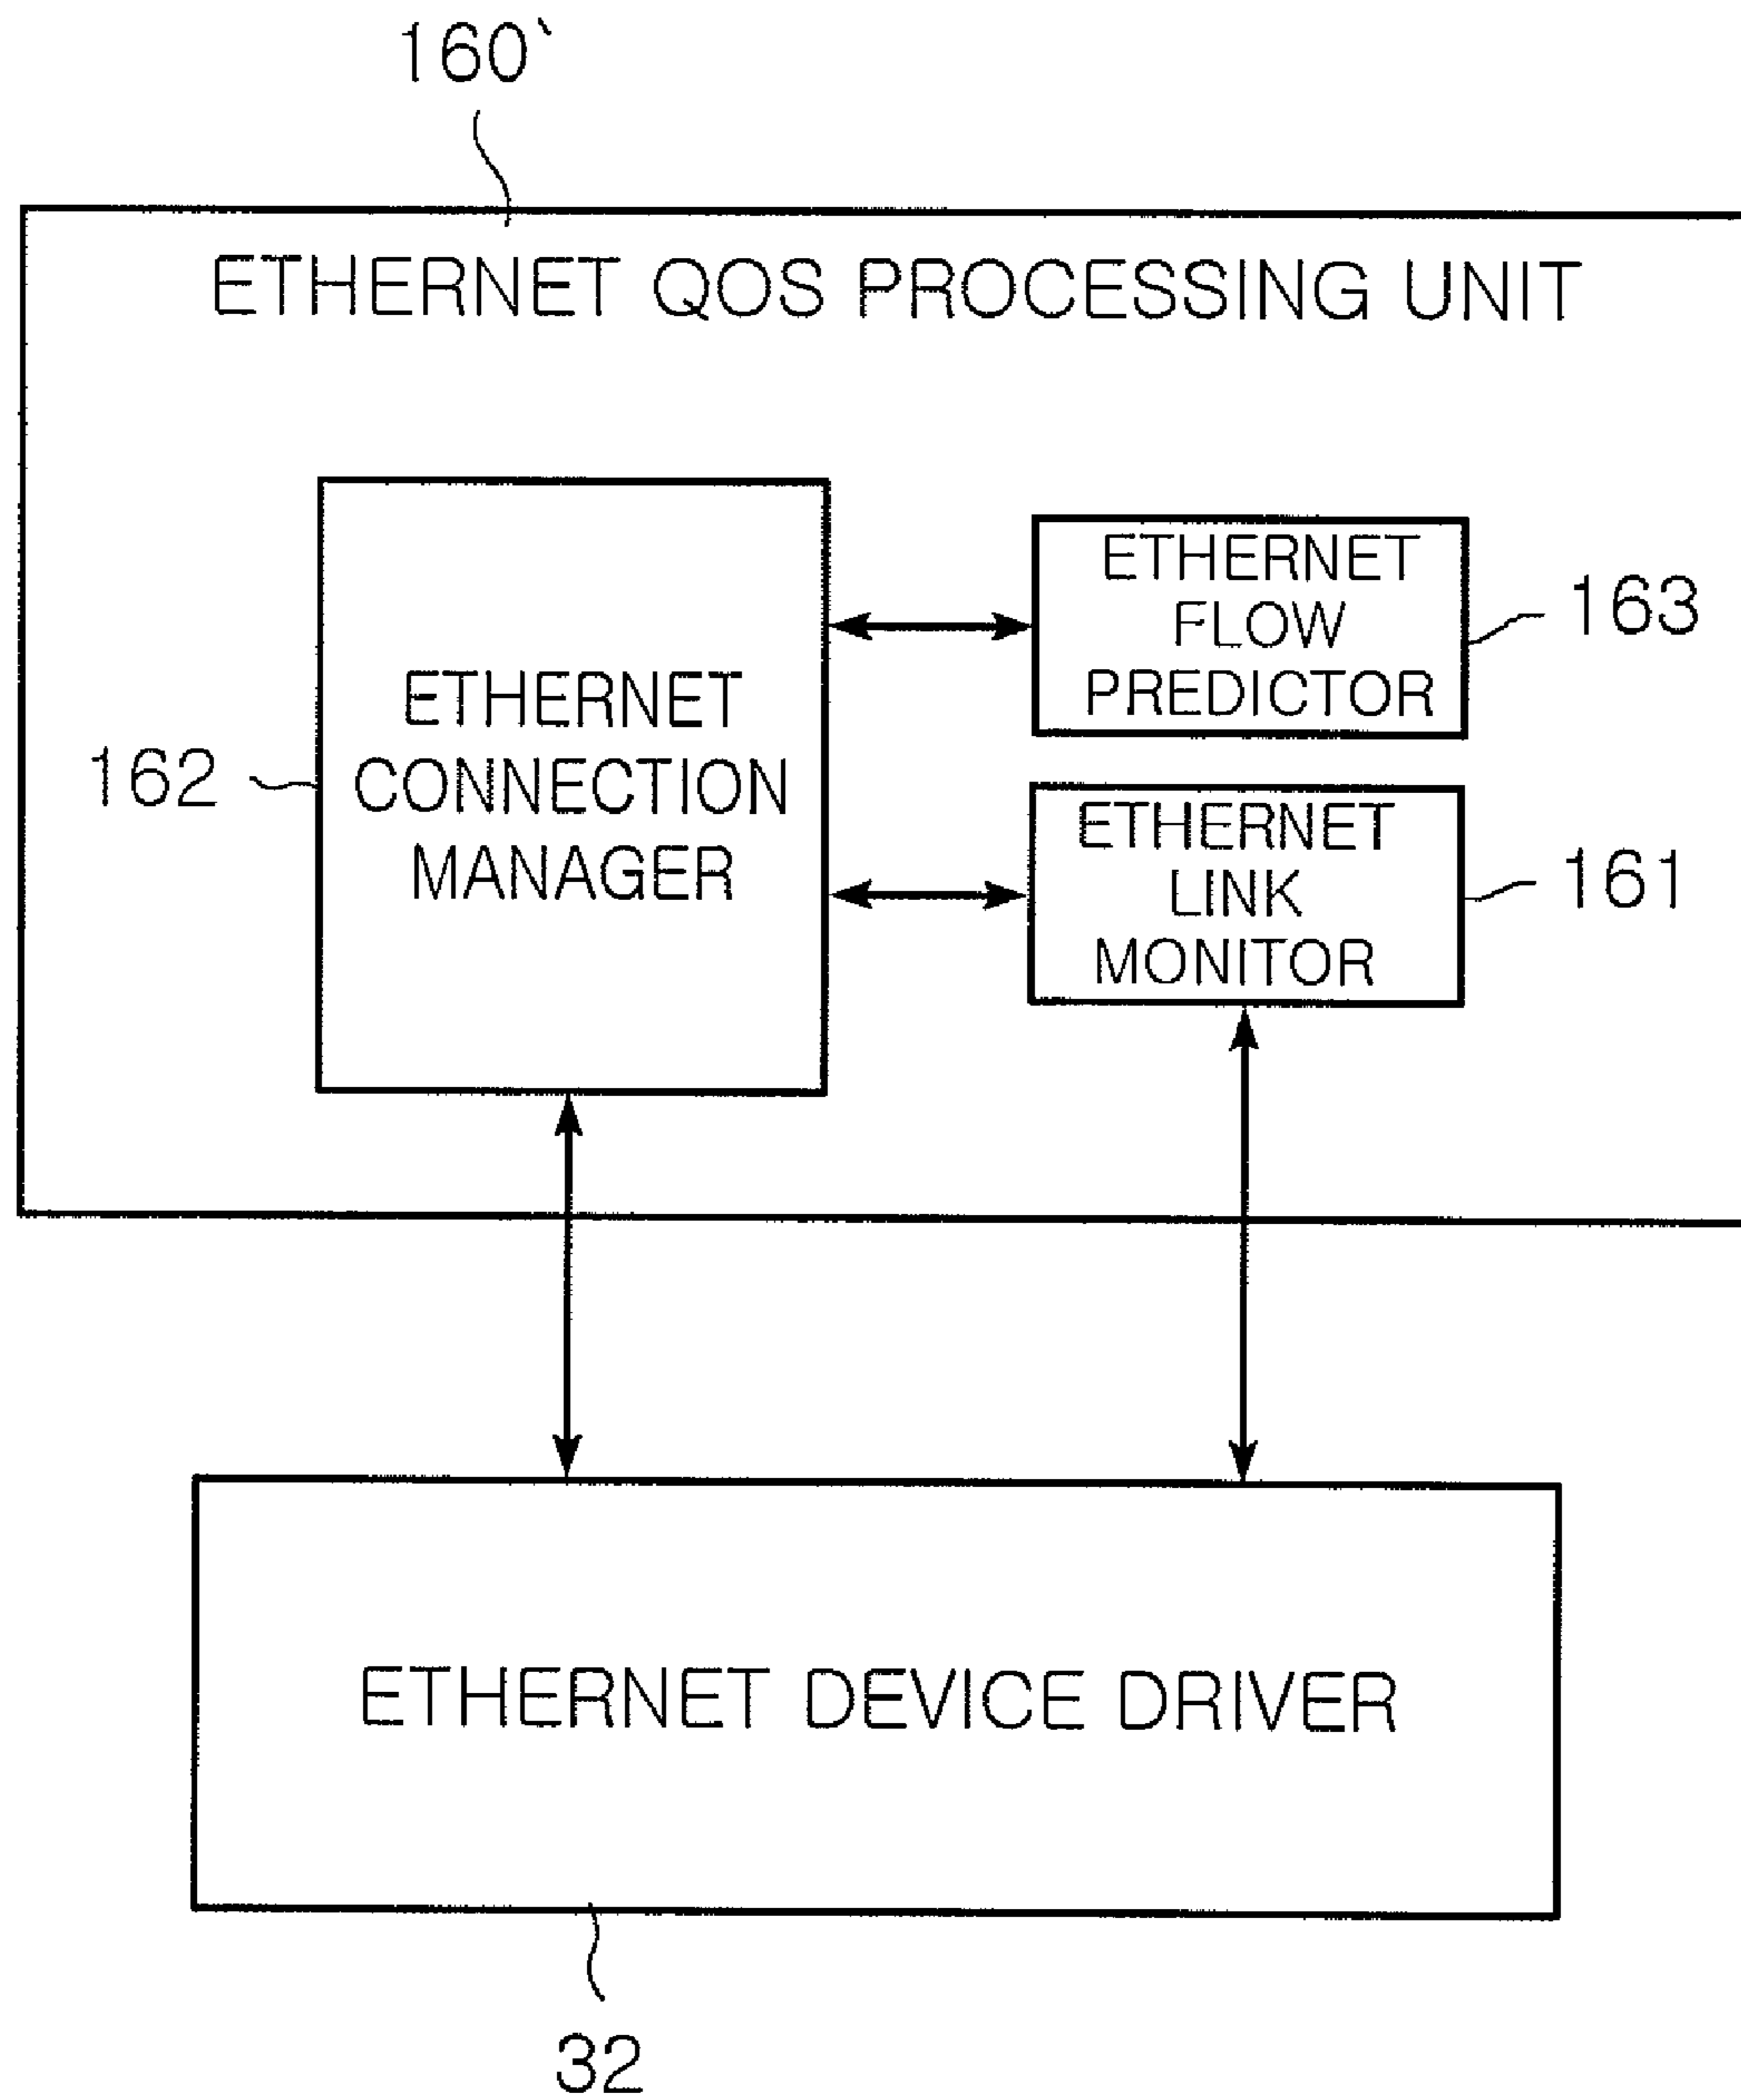 160`
ETHERNET QOS PROCESSING UNIT
ETHERNET
FLOW
PREDICTOR
163
ETHERNET
CONNECTION
MANAGER
162
ETHERNET
LINK
MONITOR
161
ETHERNET DEVICE DRIVER
32